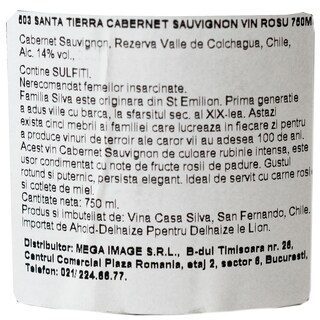 603 SANTA TIERRA CABERNET SAUVIGNON VIN ROSU 750M
Cabernet Sauvignon, Rezerva Valle de Colchagua, Chile,
Alc. 14% vol.,
Contine SULFITI.
Nerecomandat femeilor insarcinate.
Familia Silva este originara din St Emilion. Prima generatie
a adus viile cu barca, la sfarsitul sec. al XIX-lea. Astazi
exista cinci mebrii al familiei care lucreaza in fiecare zi pentru
a produce vinuri de terroir ale caror vii au adesea 100 de ani.
Acest vin Cabernet Sauvignon de culoare rubinie intensa, este
usor condimentat cu note de fructe rosii de padure. Gustul
rotund si puternic, persista elegant. Ideal de servit cu carne rosi
si cotlete de miel.
Cantitate neta: 750 ml.
Produs si imbuteliat de: Vina Casa Silva, San Fernando, Chile.
Importat de Ahold-Delhaize Ppentru Delhaize le Lion.
Distribuitor: MEGA IMAGE S.R.L., B-dul Timisoara nr. 26,
Centrul Comercial Plaza Romania, etaj 2, sector 6, Bucuresti,
Telefon: 021/224.66.77.